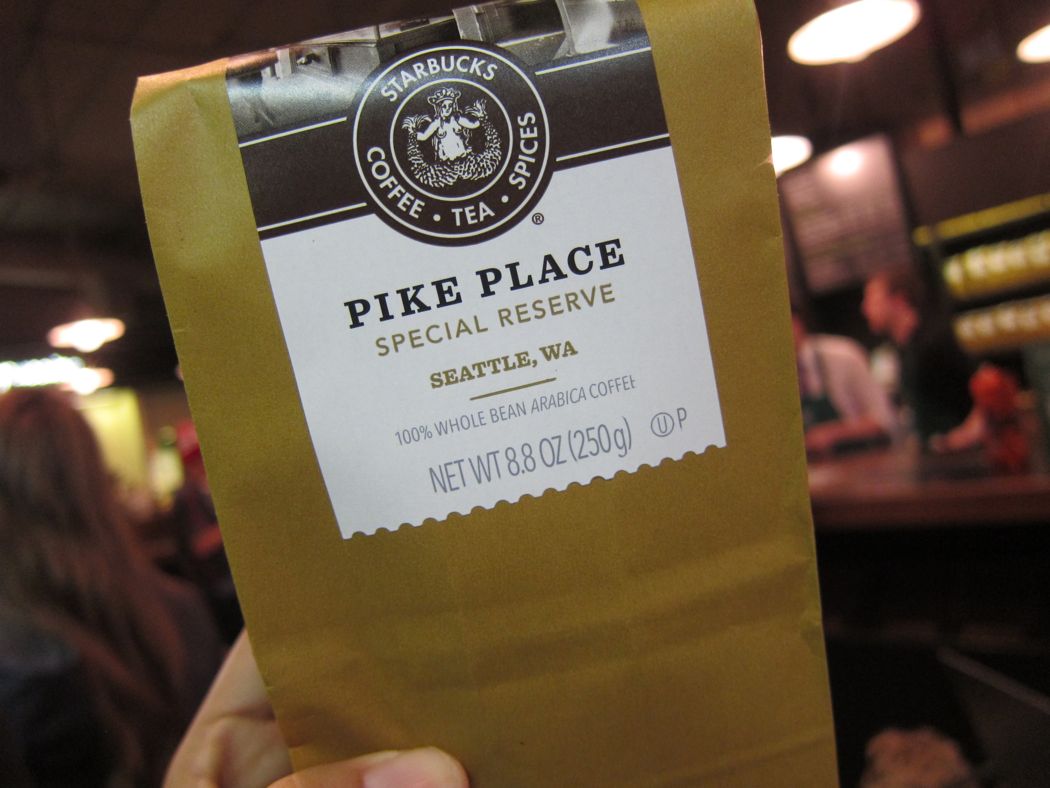 STARBUCKS
COFFEE • TEA • SPICES
®
PIKE PLACE
SPECIAL RESERVE
SEATTLE, WA
100% WHOLE BEAN ARABICA COFFEE
NET WT 8.8 OZ (250g) Ⓤ P